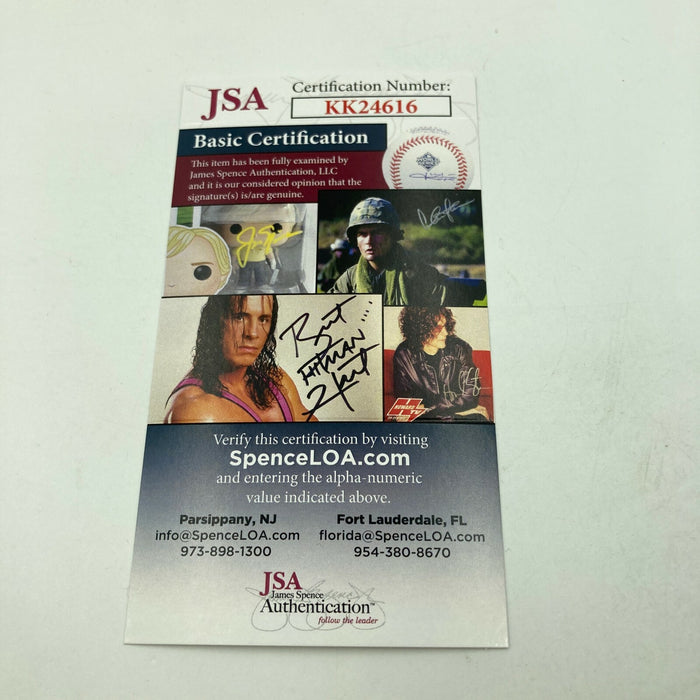 JSA
Certification Number:
KK24616
Basic Certification
This item has been fully examined by
James Spence Authentication, LLC
and it is our considered opinion that the
signature(s) is/are genuine.
Bret
HITMAN
Hart
HOWARD
TV
Verify this certification by visiting
SpenceLOA.com
and entering the alpha-numeric
value indicated above.
Parsippany, NJ
info@SpenceLOA.com
973-898-1300
Fort Lauderdale, FL
florida@SpenceLOA.com
954-380-8670
JSA
James Spence
Authentication™
follow the leader